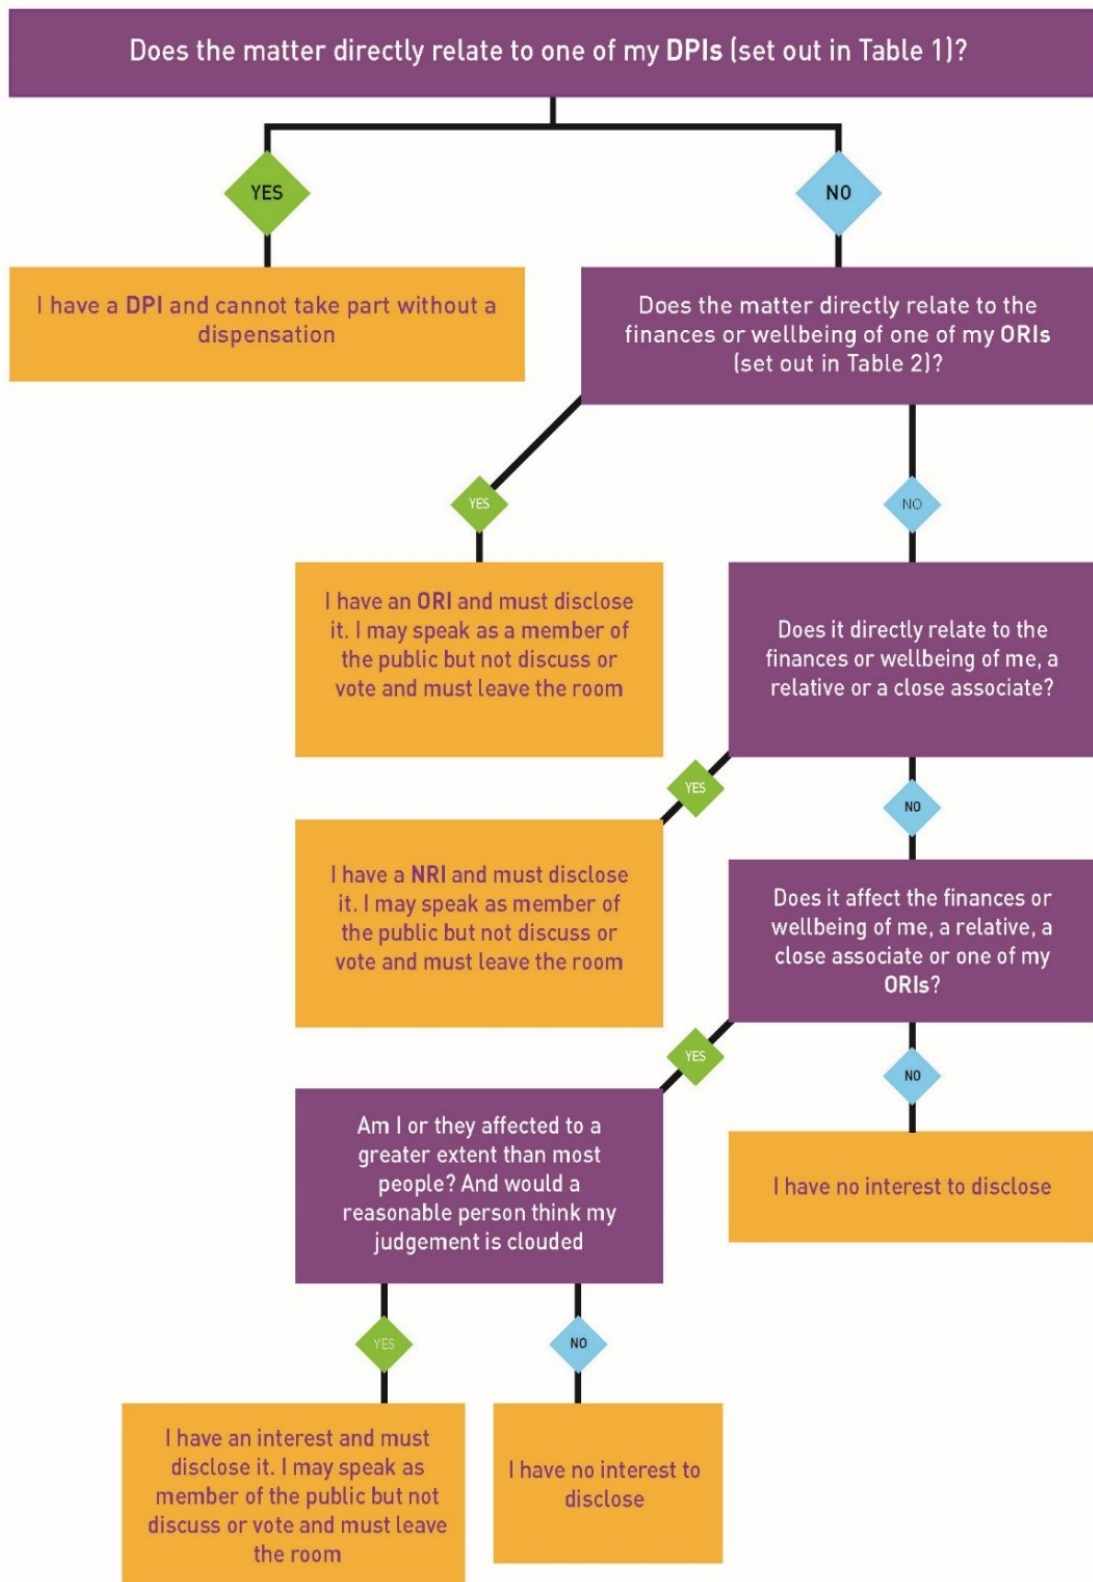 Does the matter directly relate to one of my DPIs (set out in Table 1)?
YES
NO
I have a DPI and cannot take part without a
dispensation
Does the matter directly relate to the
finances or wellbeing of one of my ORIs
(set out in Table 2)?
YES
NO
I have an ORI and must disclose
it. I may speak as a member of
the public but not discuss or
vote and must leave the room
Does it directly relate to the
finances or wellbeing of me, a
relative or a close associate?
YES
NO
I have a NRI and must disclose
it. I may speak as member of
the public but not discuss or
vote and must leave the room
Does it affect the finances or
wellbeing of me, a relative, a
close associate or one of my
ORIs?
YES
NO
Am I or they affected to a
greater extent than most
people? And would a
reasonable person think my
judgement is clouded
I have no interest to disclose
YES
NO
I have an interest and must
disclose it. I may speak as
member of the public but not
discuss or vote and must leave
the room
I have no interest to
disclose